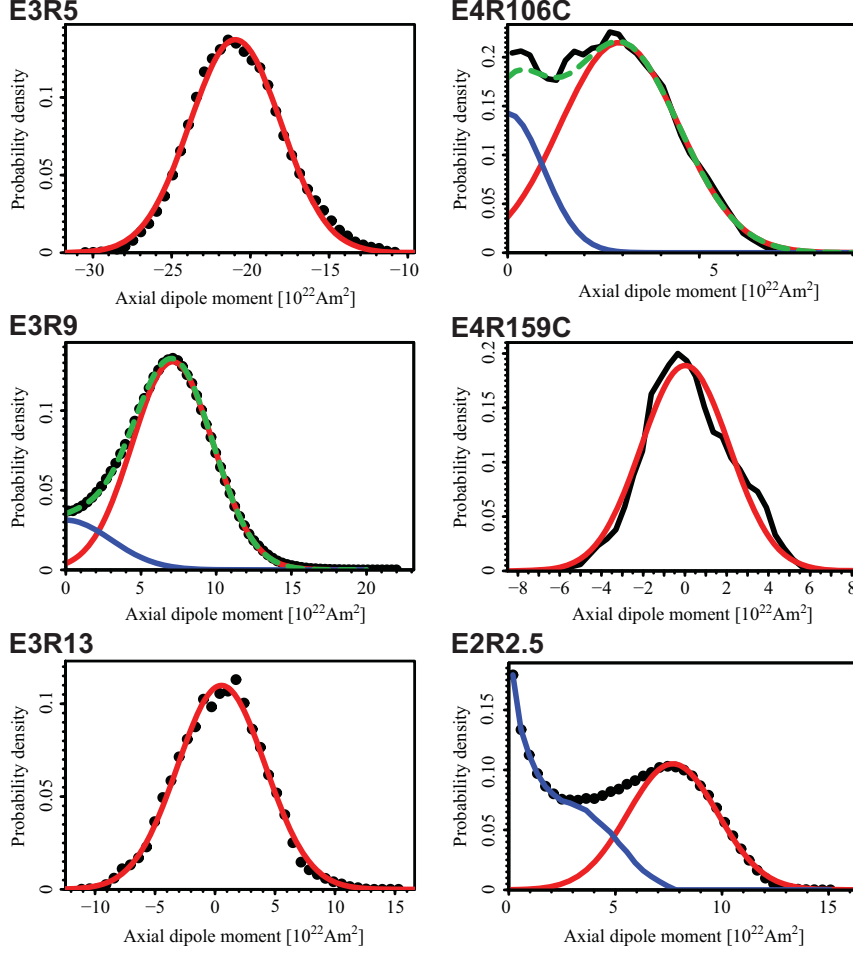 E3R5
Probability density
0.1
0.05
0
−30 −25 −20 −15 −10
Axial dipole moment [10²²Am²]
E4R106C
Probability density
0.2
0.15
0.1
0.05
0
0 5
Axial dipole moment [10²²Am²]
E3R9
Probability density
0.1
0.05
0
0 5 10 15 20
Axial dipole moment [10²²Am²]
E4R159C
Probability density
0.2
0.15
0.1
0.05
0
−8 −6 −4 −2 0 2 4 6 8
Axial dipole moment [10²²Am²]
E3R13
Probability density
0.1
0.05
0
−10 −5 0 5 10 15
Axial dipole moment [10²²Am²]
E2R2.5
Probability density
0.15
0.10
0.05
0
0 5 10 15
Axial dipole moment [10²²Am²]